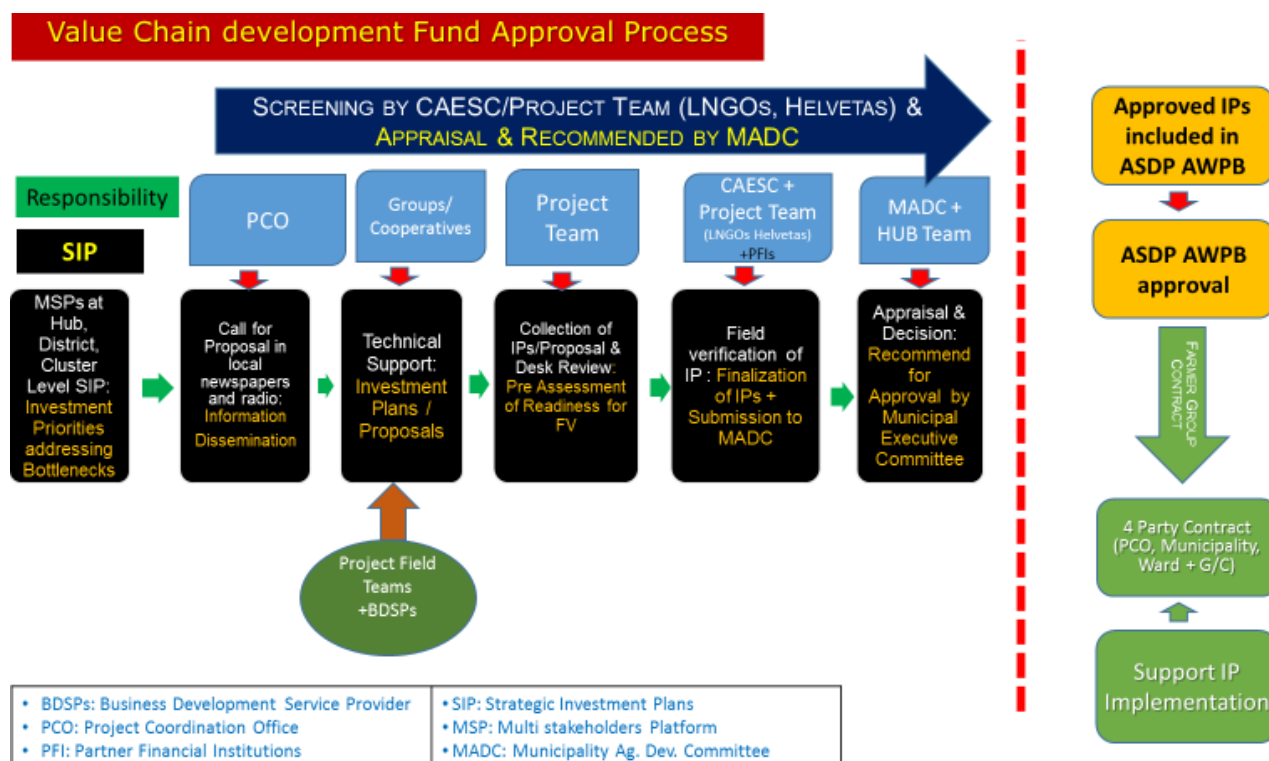 Value Chain development Fund Approval Process
SCREENING BY CAESC/PROJECT TEAM (LNGOS, HELVETAS) &
APPRAISAL & RECOMMENDED BY MADC
Responsibility
SIP
PCO
Groups/
Cooperatives
Project
Team
CAESC +
Project Team
(LNGOs Helvetas)
+PFIs
MADC +
HUB Team
MSPs at
Hub,
District,
Cluster
Level SIP:
Investment
Priorities
addressing
Bottlenecks
Call for
Proposal in
local
newspapers
and radio:
Information
Dissemination
Technical
Support:
Investment
Plans /
Proposals
Collection of
IPs/Proposal &
Desk Review:
Pre Assessment
of Readiness for
FV
Field
verification of
IP : Finalization
of IPs +
Submission to
MADC
Appraisal &
Decision:
Recommend
for
Approval by
Municipal
Executive
Committee
Project Field
Teams
+BDSPs
Approved IPs
included in
ASDP AWPB
ASDP AWPB
approval
FARMER GROUP
CONTRACT
4 Party Contract
(PCO, Municipality,
Ward + G/C)
Support IP
Implementation
• BDSPs: Business Development Service Provider
• PCO: Project Coordination Office
• PFI: Partner Financial Institutions
• SIP: Strategic Investment Plans
• MSP: Multi stakeholders Platform
• MADC: Municipality Ag. Dev. Committee